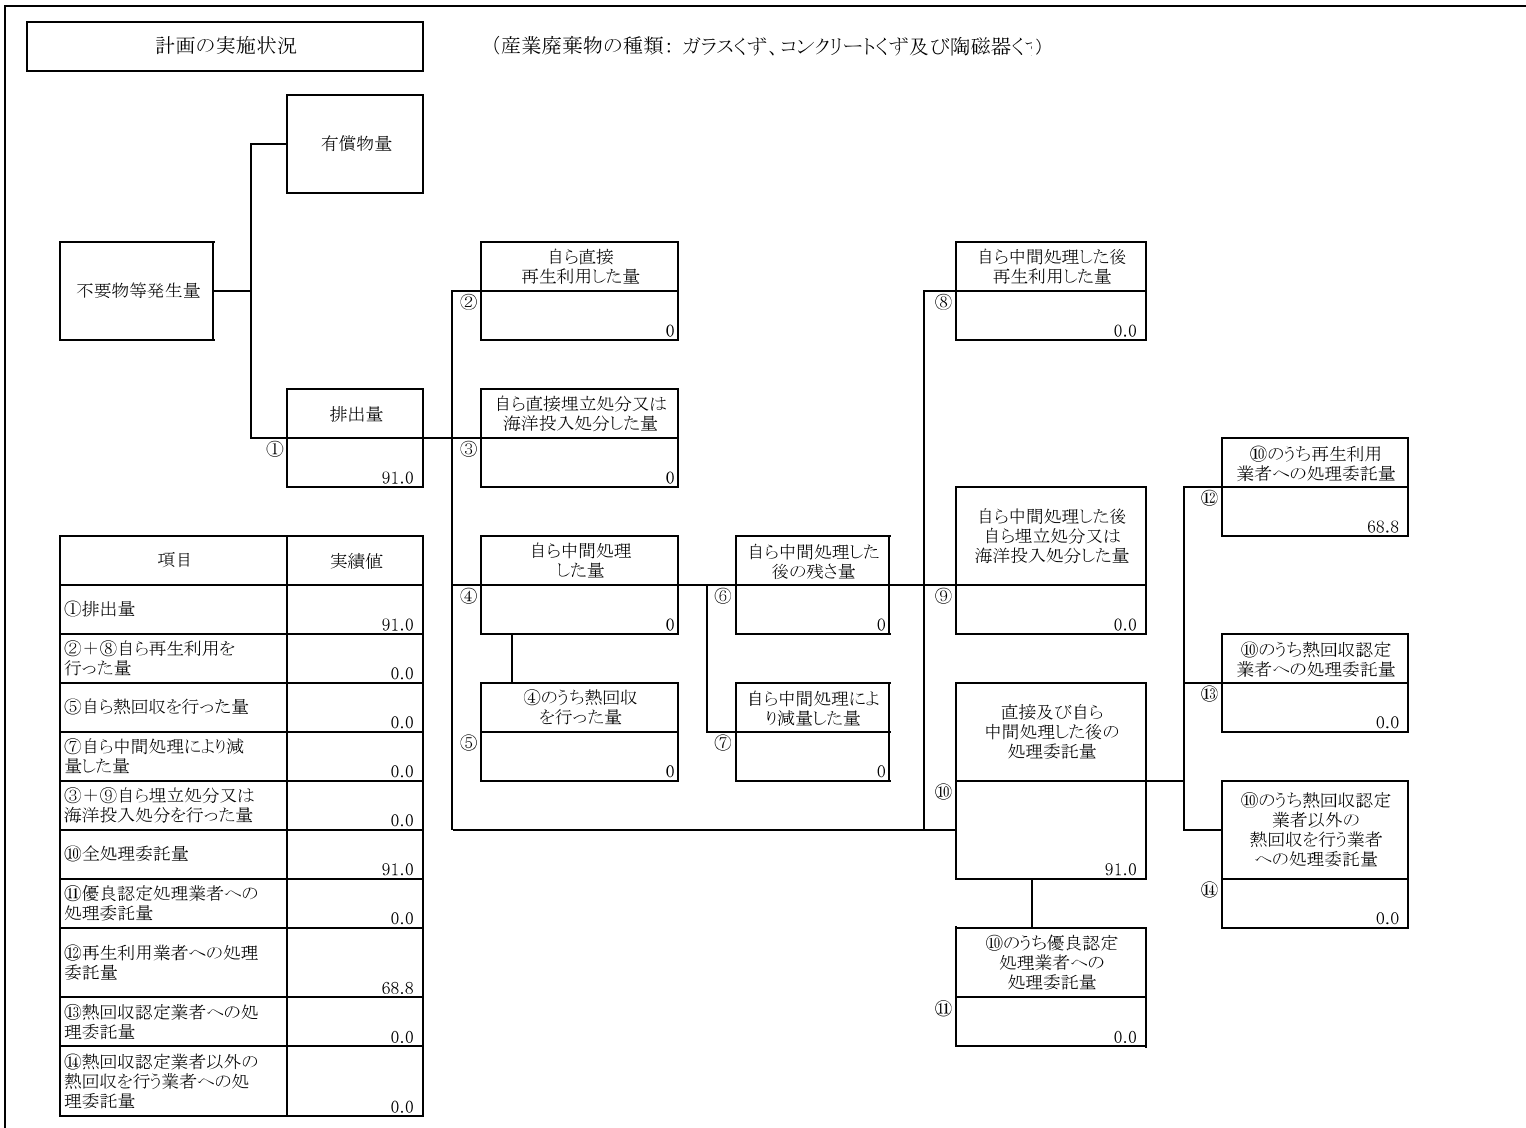 計画の実施状況
(産業廃棄物の種類: ガラスくず、コンクリートくず及び陶磁器く
有償物量
不要物等発生量
自ら直接
再生利用した量
②
0
自ら中間処理した後
再生利用した量
⑧
0.0
排出量
①
91.0
自ら直接埋立処分又は
海洋投入処分した量
③
0
⑩のうち再生利用
業者への処理委託量
⑫
68.8
自ら中間処理した後
自ら埋立処分又は
海洋投入処分した量
⑨
0.0
自ら中間処理
した量
④
0
自ら中間処理した
後の残さ量
⑥
0
⑩のうち熱回収認定
業者への処理委託量
⑬
0.0
④のうち熱回収
を行った量
⑤
0
自ら中間処理によ
り減量した量
⑦
0
直接及び自ら
中間処理した後の
処理委託量
⑩
91.0
⑩のうち熱回収認定
業者以外の
熱回収を行う業者
への処理委託量
⑭
0.0
⑩のうち優良認定
処理業者への
処理委託量
⑪
0.0
項目 実績値
①排出量
91.0
②+⑧自ら再生利用を
行った量
0.0
⑤自ら熱回収を行った量
0.0
⑦自ら中間処理により減
量した量
0.0
③+⑨自ら埋立処分又は
海洋投入処分を行った量
0.0
⑩全処理委託量
91.0
⑪優良認定処理業者への
処理委託量
0.0
⑫再生利用業者への処理
委託量
68.8
⑬熱回収認定業者への処
理委託量
0.0
⑭熱回収認定業者以外の
熱回収を行う業者への処
理委託量
0.0